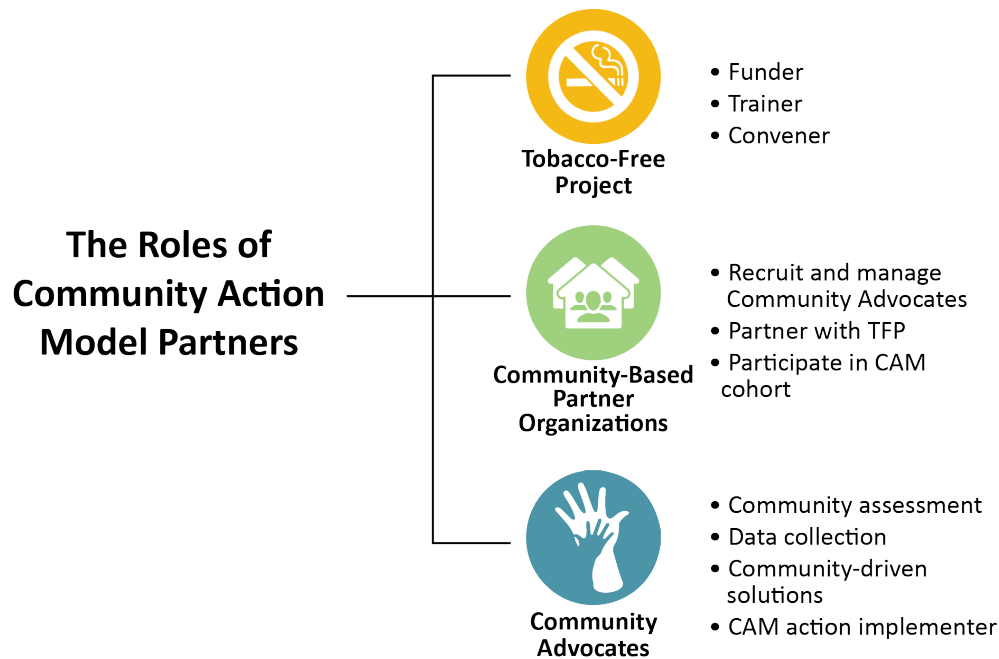 The Roles of
Community Action
Model Partners
Tobacco-Free
Project
• Funder
• Trainer
• Convener
Community-Based
Partner
Organizations
• Recruit and manage
Community Advocates
• Partner with TFP
• Participate in CAM
cohort
Community
Advocates
• Community assessment
• Data collection
• Community-driven
solutions
• CAM action implementer